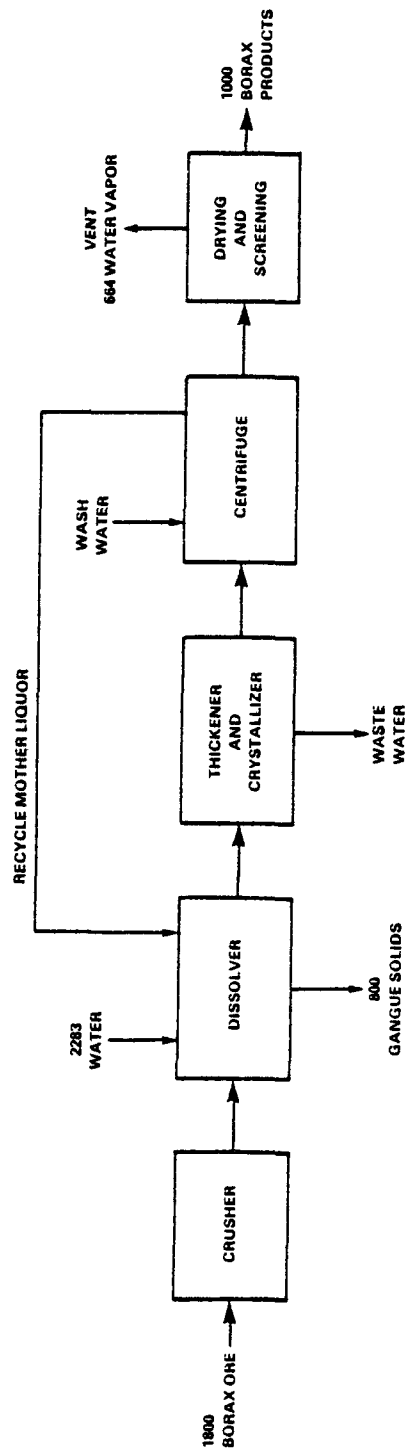 1800
BORAX ORE
CRUSHER
2283
WATER
DISSOLVER
800
GANGUE SOLIDS
RECYCLE MOTHER LIQUOR
THICKENER
AND
CRYSTALLIZER
WASTE
WATER
WASH
WATER
CENTRIFUGE
VENT
664 WATER VAPOR
DRYING
AND
SCREENING
1000
BORAX
PRODUCTS